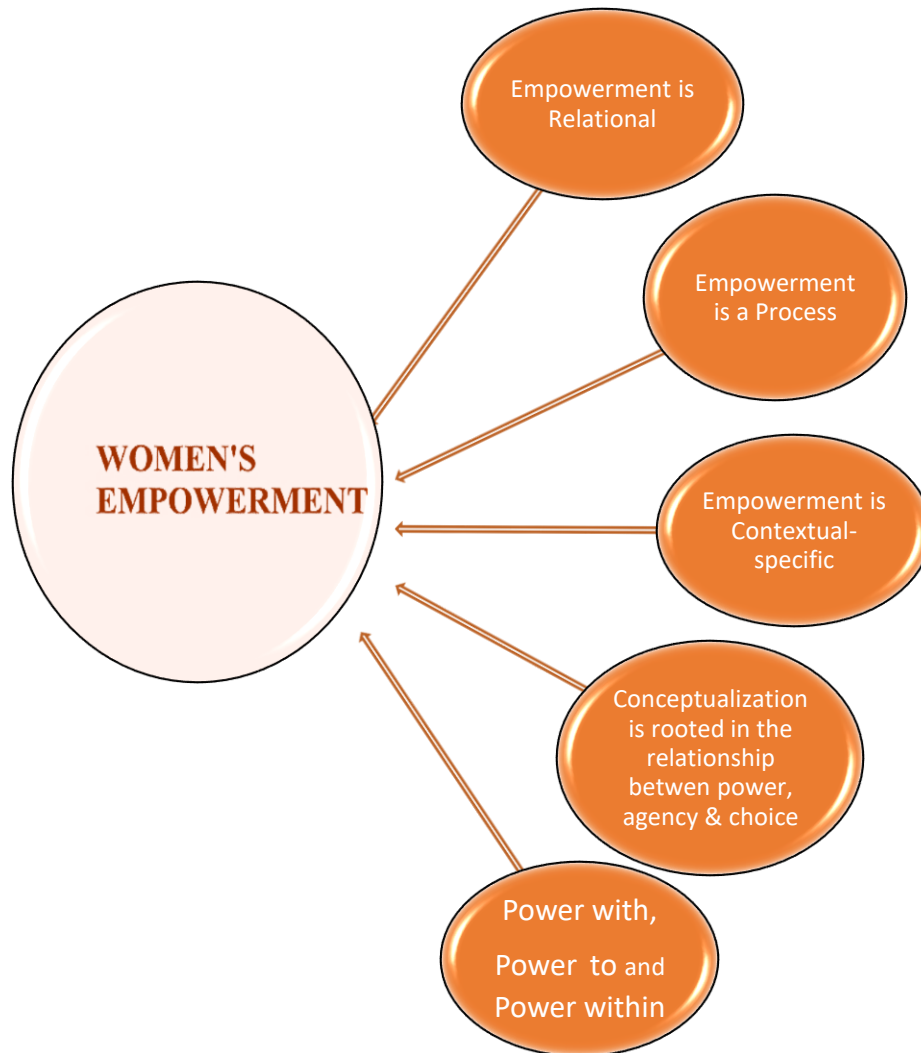 Empowerment is
Relational
Empowerment
is a Process
WOMEN'S
EMPOWERMENT
Empowerment is
Contextual-
specific
Conceptualization
is rooted in the
relationship
betwen power,
agency & choice
Power with,
Power to and
Power within